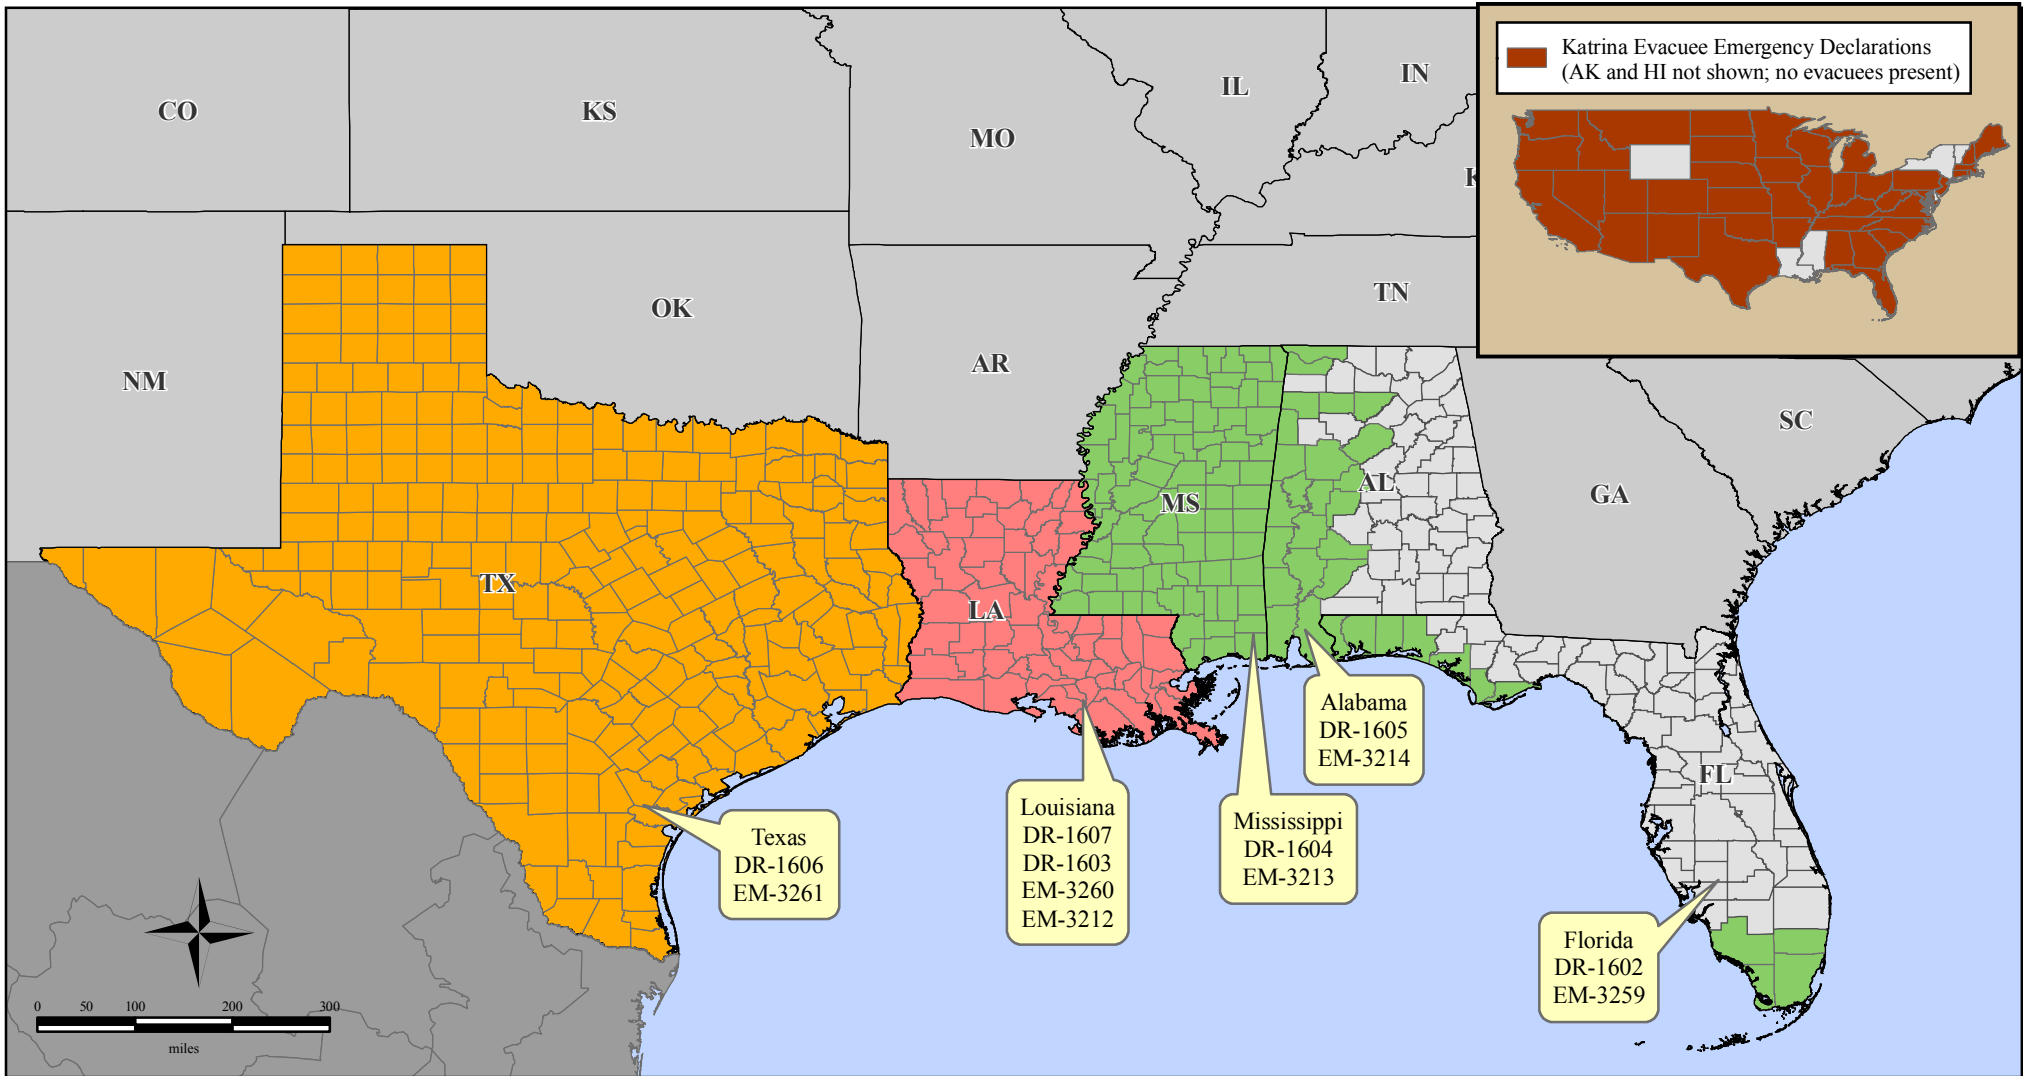 Katrina Evacuee Emergency Declarations
(AK and HI not shown; no evacuees present)
CO
KS
MO
IL
IN
K
NM
OK
AR
TN
SC
TX
LA
MS
AL
GA
FL
Texas
DR-1606
EM-3261
Louisiana
DR-1607
DR-1603
EM-3260
EM-3212
Mississippi
DR-1604
EM-3213
Alabama
DR-1605
EM-3214
Florida
DR-1602
EM-3259
0 50 100 200 300
miles